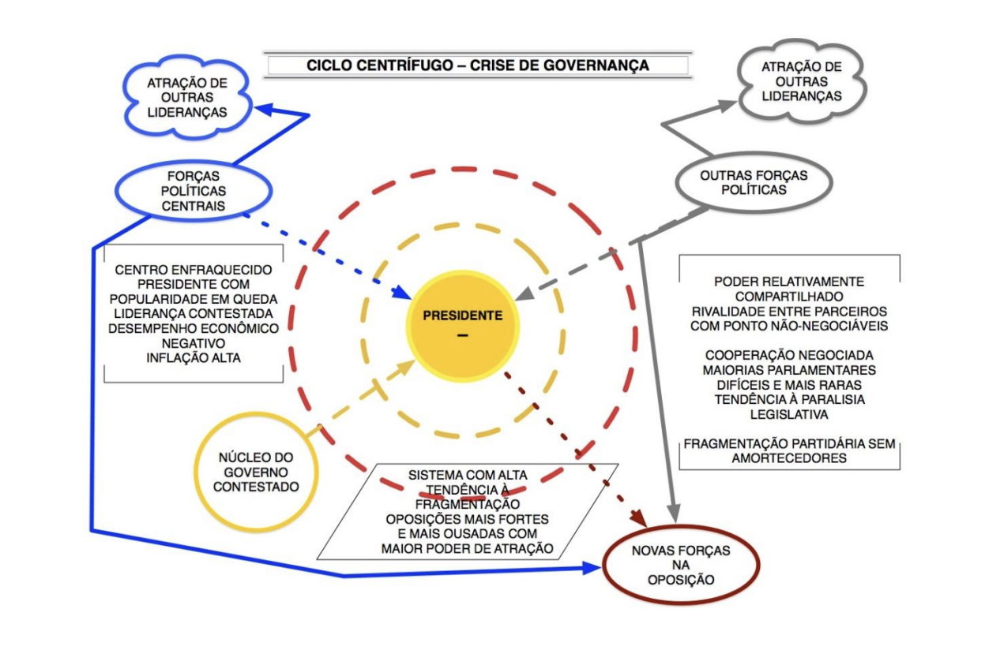 CICLO CENTRÍFUGO – CRISE DE GOVERNANÇA
ATRAÇÃO DE
OUTRAS
LIDERANÇAS
ATRAÇÃO DE
OUTRAS
LIDERANÇAS
FORÇAS
POLÍTICAS
CENTRAIS
OUTRAS FORÇAS
POLÍTICAS
CENTRO ENFRAQUECIDO
PRESIDENTE COM
POPULARIDADE EM QUEDA
LIDERANÇA CONTESTADA
DESEMPENHO ECONÔMICO
NEGATIVO
INFLAÇÃO ALTA
PRESIDENTE
–
PODER RELATIVAMENTE
COMPARTILHADO
RIVALIDADE ENTRE PARCEIROS
COM PONTO NÃO-NEGOCIÁVEIS
COOPERAÇÃO NEGOCIADA
MAIORIAS PARLAMENTARES
DIFÍCEIS E MAIS RARAS
TENDÊNCIA À PARALISIA
LEGISLATIVA
FRAGMENTAÇÃO PARTIDÁRIA SEM
AMORTECEDORES
NÚCLEO DO
GOVERNO
CONTESTADO
SISTEMA COM ALTA
TENDÊNCIA À
FRAGMENTAÇÃO
OPOSIÇÕES MAIS FORTES
E MAIS OUSADAS COM
MAIOR PODER DE ATRAÇÃO
NOVAS FORÇAS
NA
OPOSIÇÃO